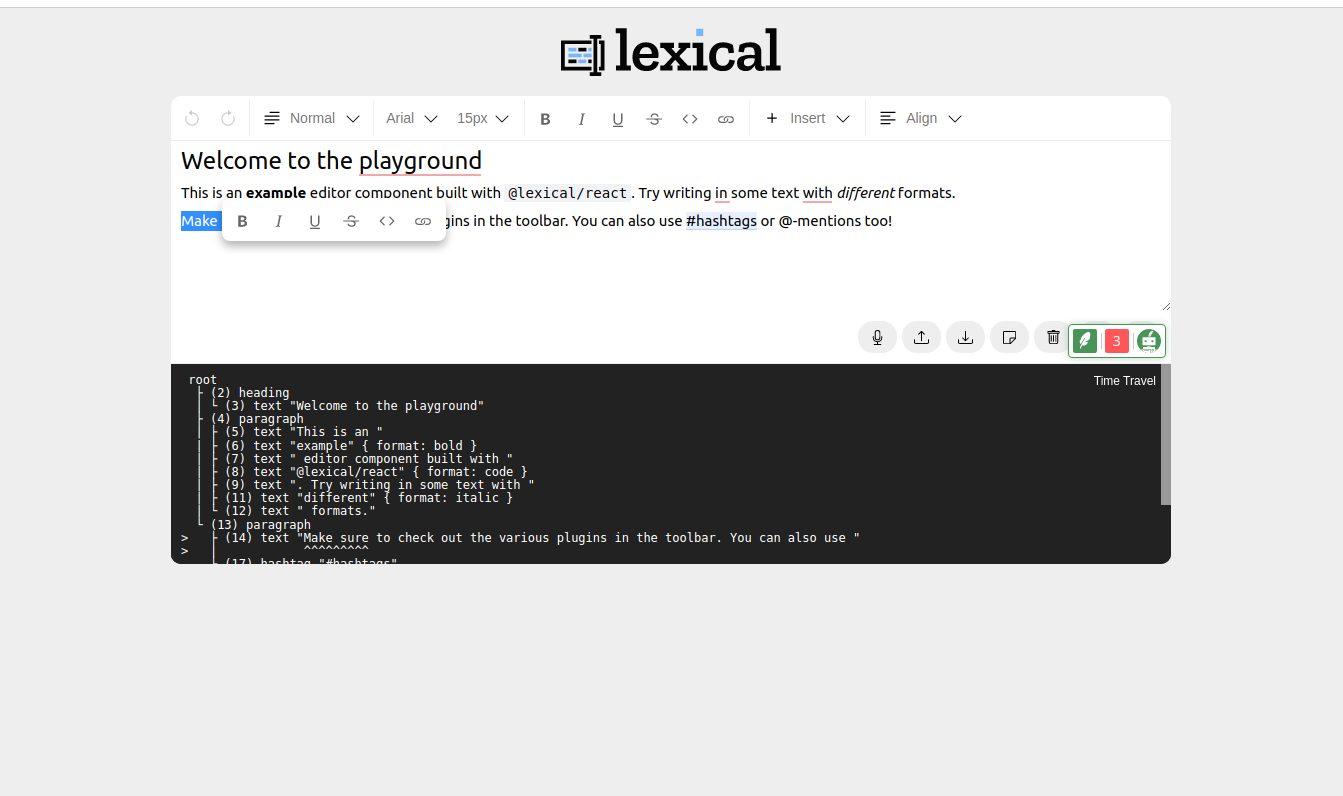 lexical
Normal Arial 15px B I U S <> Insert Align
Welcome to the playground
This is an example editor component built with @lexical/react. Try writing in some text with different formats.
Make B I U S <> gins in the toolbar. You can also use #hashtags or @-mentions too!
3
root Time Travel
├ (2) heading
| └ (3) text "Welcome to the playground"
├ (4) paragraph
| ├ (5) text "This is an "
| ├ (6) text "example" { format: bold }
| ├ (7) text " editor component built with "
| ├ (8) text "@lexical/react" { format: code }
| ├ (9) text ". Try writing in some text with "
| ├ (11) text "different" { format: italic }
| └ (12) text " formats."
└ (13) paragraph
> ├ (14) text "Make sure to check out the various plugins in the toolbar. You can also use "
> | ^^^^^^^^^
├ (17) hashtag "#hashtags"